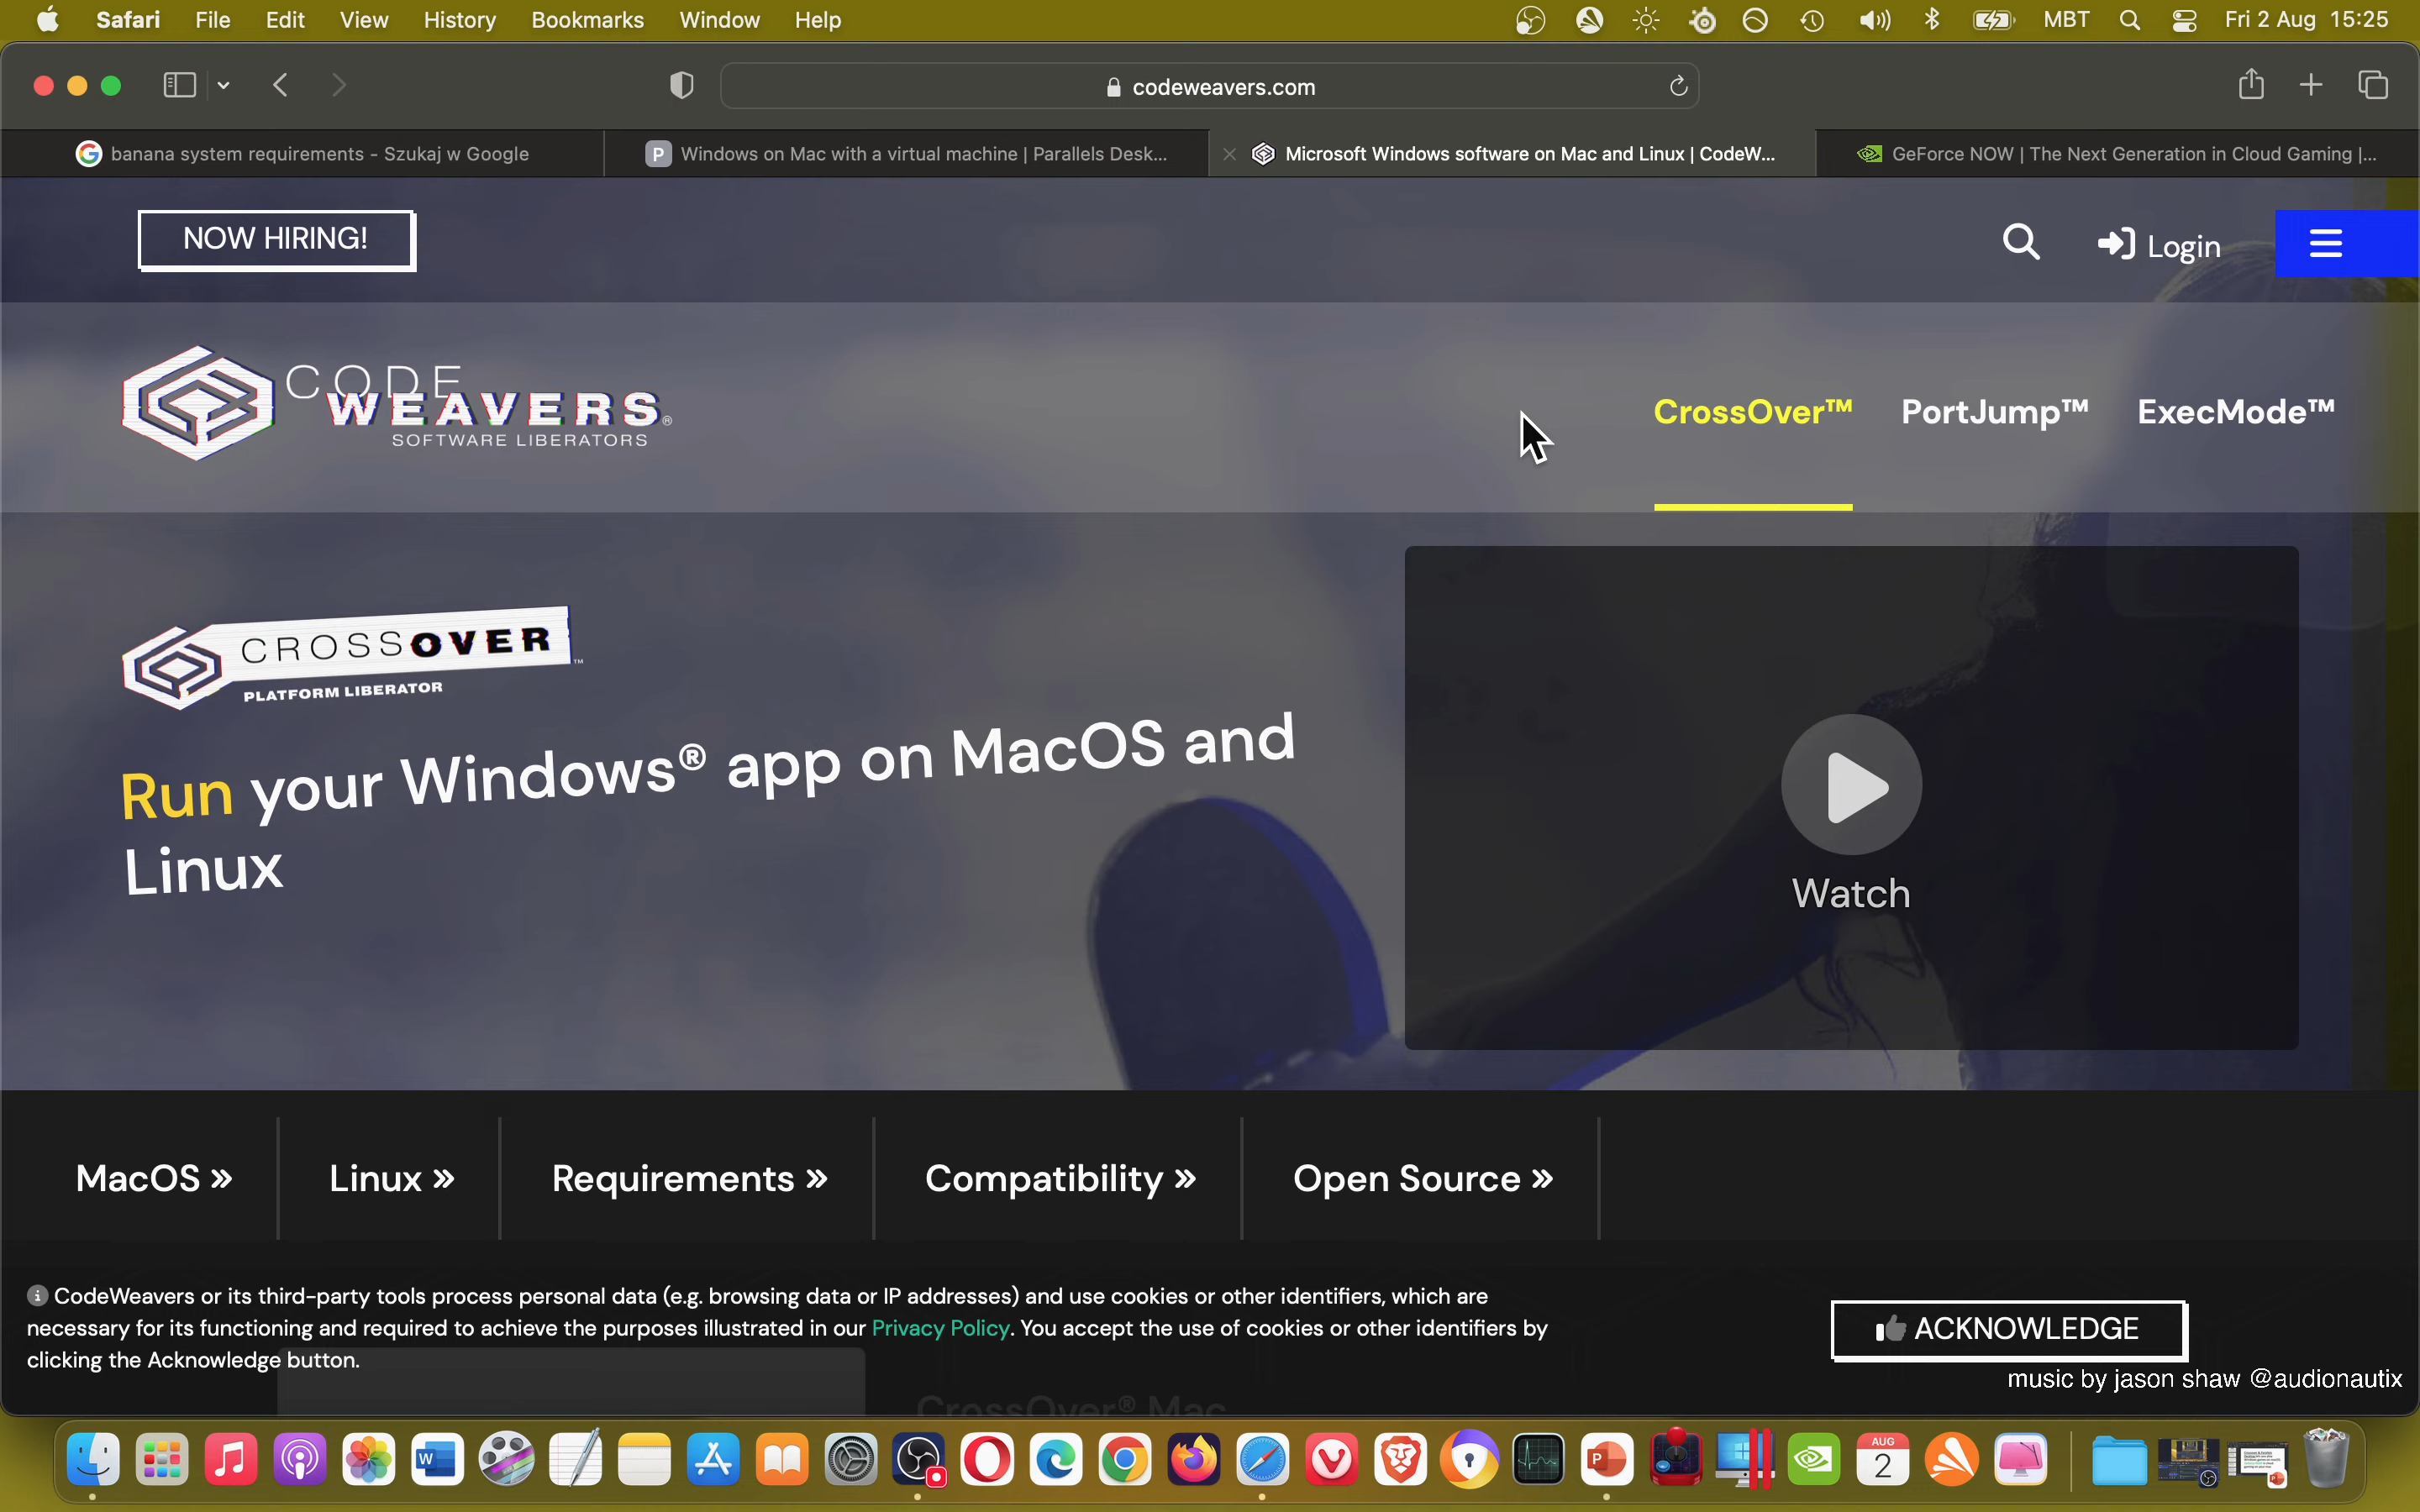 Safari File Edit View History Bookmarks Window Help MBT Fri 2 Aug 15:25
codeweavers.com
banana system requirements - Szukaj w Google
Windows on Mac with a virtual machine | Parallels Desk...
Microsoft Windows software on Mac and Linux | CodeW...
GeForce NOW | The Next Generation in Cloud Gaming |...
NOW HIRING!
Login
CODE
WEAVERS®
SOFTWARE LIBERATORS
CrossOver™ PortJump™ ExecMode™
CROSSOVER™
PLATFORM LIBERATOR
Run your Windows® app on MacOS and
Linux
Watch
MacOS » Linux » Requirements » Compatibility » Open Source »
CodeWeavers or its third-party tools process personal data (e.g. browsing data or IP addresses) and use cookies or other identifiers, which are
necessary for its functioning and required to achieve the purposes illustrated in our Privacy Policy. You accept the use of cookies or other identifiers by
clicking the Acknowledge button.
ACKNOWLEDGE
music by jason shaw @audionautix
CrossOver® Mac
AUG
2